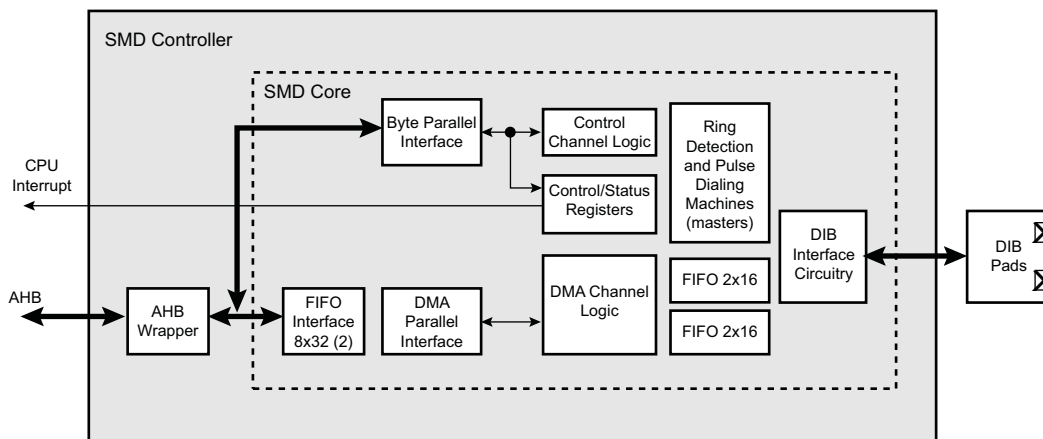 SMD Controller
SMD Core
Byte Parallel
Interface
Control
Channel Logic
Ring
Detection
and Pulse
Dialing
Machines
(masters)
CPU
Interrupt
Control/Status
Registers
DIB
Interface
Circuitry
DIB
Pads
AHB
AHB
Wrapper
FIFO
Interface
8x32 (2)
DMA
Parallel
Interface
DMA Channel
Logic
FIFO 2x16
FIFO 2x16